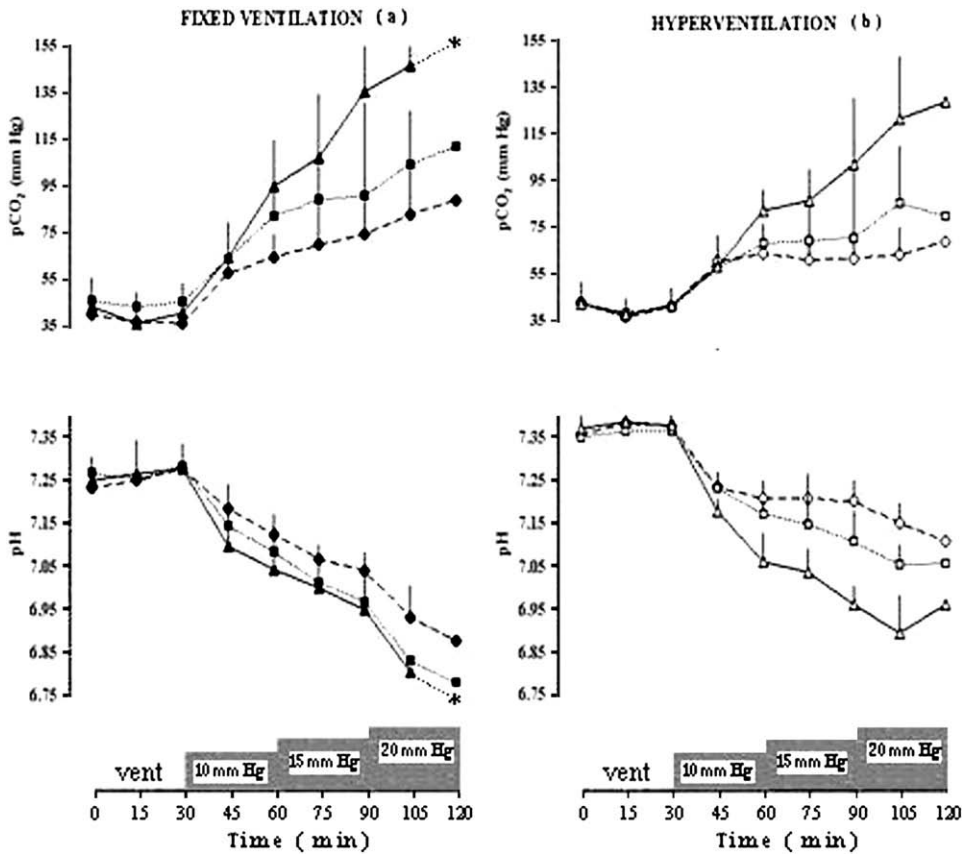 FIXED VENTILATION (a)
HYPERVENTILATION (b)
pCO₂ (mm Hg)
155
135
115
95
75
55
35
*
pCO₂ (mm Hg)
155
135
115
95
75
55
35
pH
7.35
7.25
7.15
7.05
6.95
6.85
6.75
*
pH
7.35
7.25
7.15
7.05
6.95
6.85
6.75
vent
10 mm Hg
15 mm Hg
20 mm Hg
vent
10 mm Hg
15 mm Hg
20 mm Hg
0 15 30 45 60 75 90 105 120
0 15 30 45 60 75 90 105 120
Time ( min)
Time ( min)